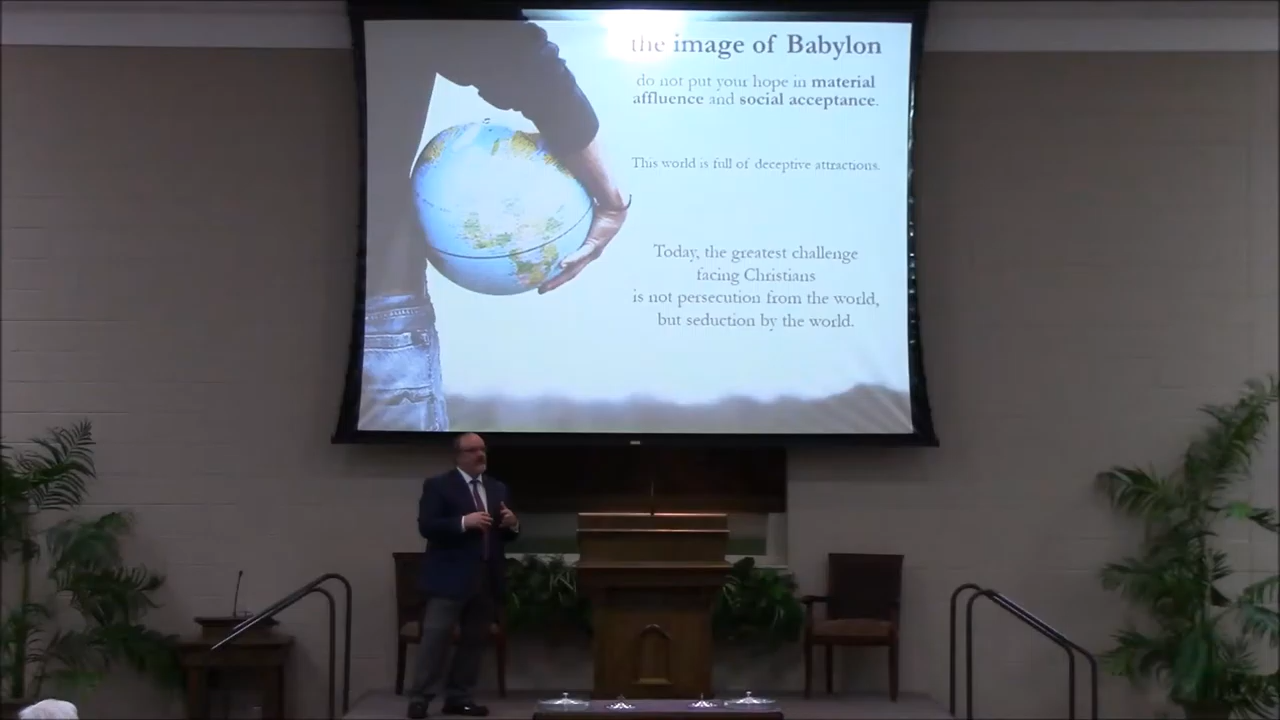 the image of Babylon
do not put your hope in material
affluence and social acceptance.
This world is full of deceptive attractions.
Today, the greatest challenge
facing Christians
is not persecution from the world,
but seduction by the world.